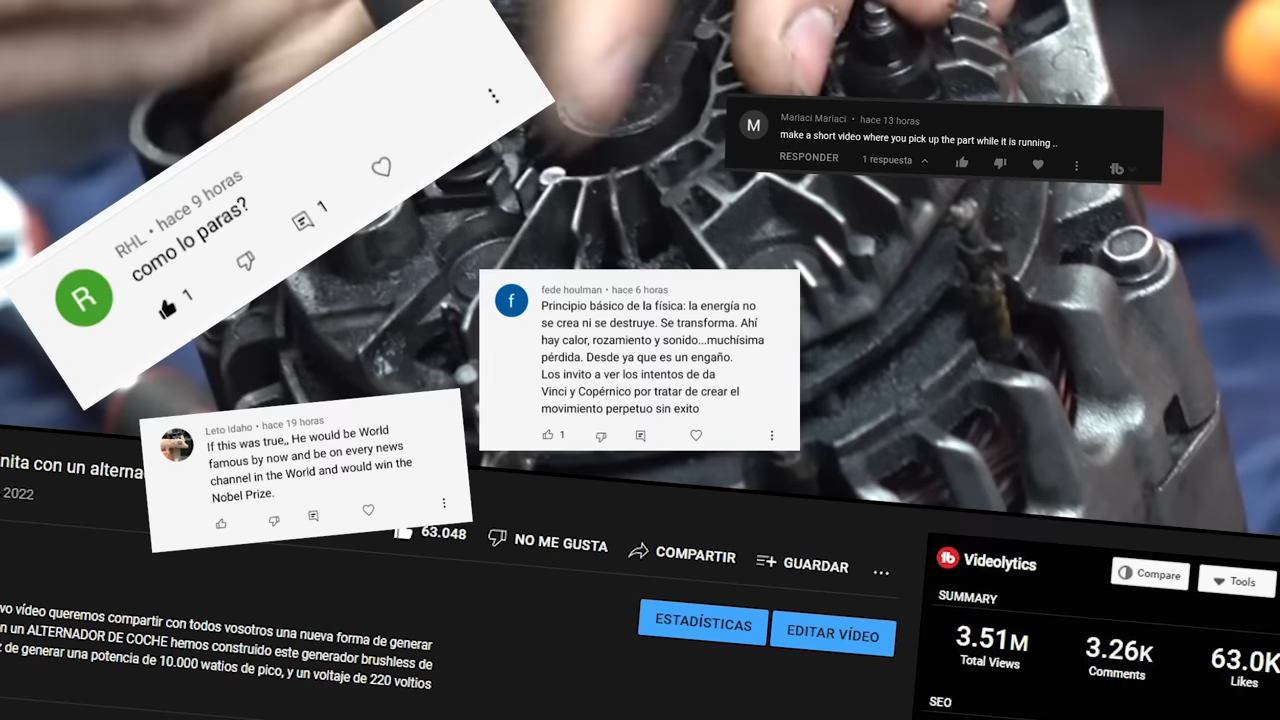 RHL • hace 9 horas
como lo paras?
1
1
R
M
Mariaci Mariaci • hace 13 horas
make a short video where you pick up the part while it is running ..
RESPONDER 1 respuesta
f
fede houlman • hace 6 horas
Principio básico de la física: la energía no
se crea ni se destruye. Se transforma. Ahí
hay calor, rozamiento y sonido...muchísima
pérdida. Desde ya que es un engaño.
Los invito a ver los intentos de da
Vinci y Copérnico por tratar de crear el
movimiento perpetuo sin exito
1
Leto Idaho • hace 19 horas
If this was true,, He would be World
famous by now and be on every news
channel in the World and would win the
Nobel Prize.
nita con un alterna
2022
63.048 NO ME GUSTA COMPARTIR GUARDAR ...
vo vídeo queremos compartir con todos vosotros una nueva forma de generar
n un ALTERNADOR DE COCHE hemos construido este generador brushless de
z de generar una potencia de 10.000 watios de pico, y un voltaje de 220 voltios
ESTADÍSTICAS EDITAR VÍDEO
Videolytics Compare Tools
SUMMARY
3.51M 3.26K 63.0K
Total Views Comments Likes
SEO